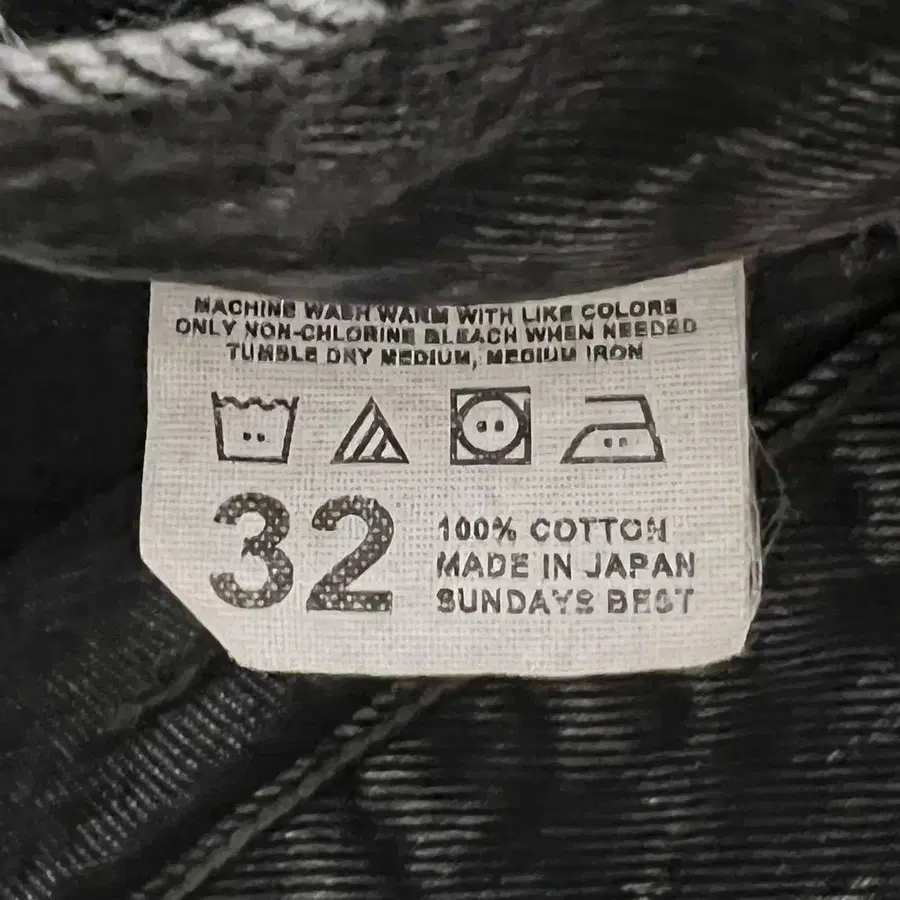 MACHINE WASH WARM WITH LIKE COLORS
ONLY NON-CHLORINE BLEACH WHEN NEEDED
TUMBLE DRY MEDIUM, MEDIUM IRON
32
100% COTTON
MADE IN JAPAN
SUNDAYS BEST